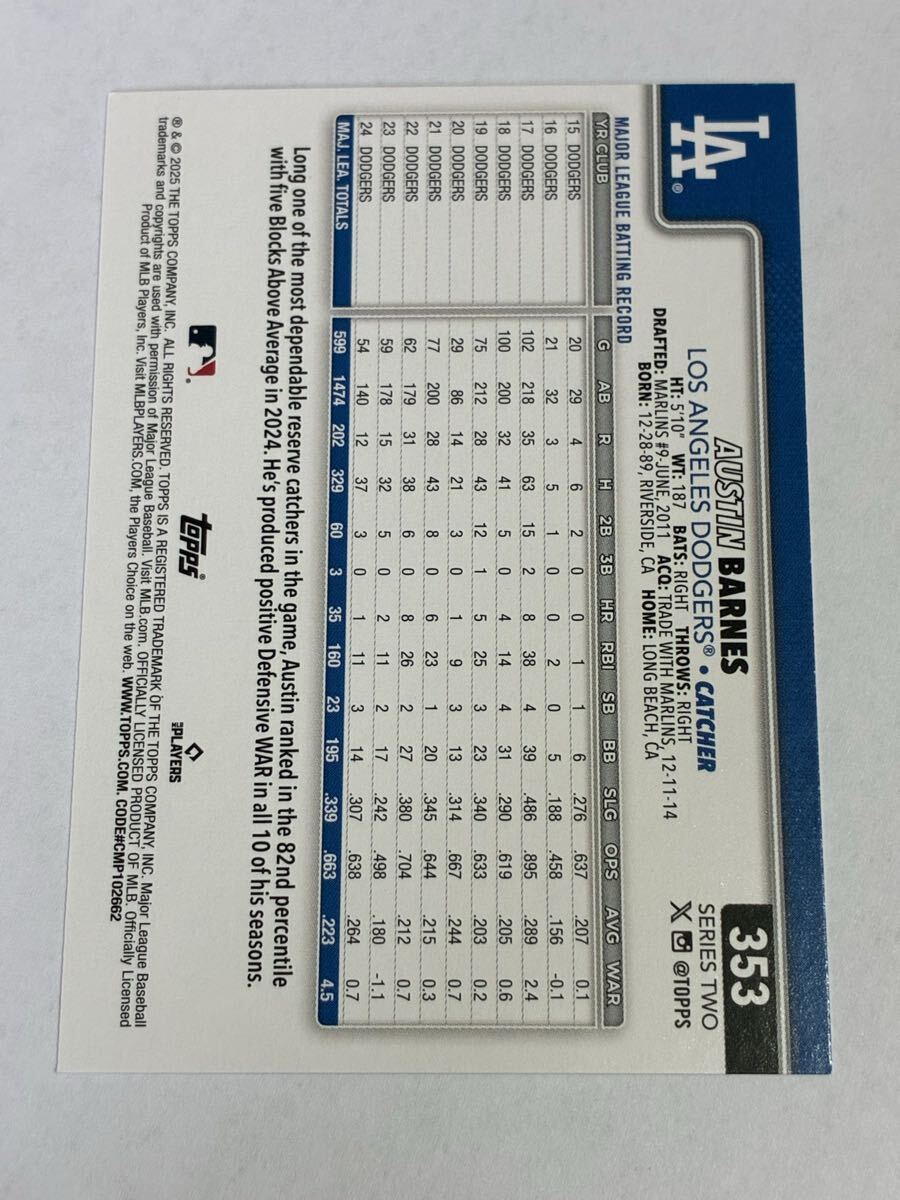 LA®
353
AUSTIN BARNES
LOS ANGELES DODGERS® • CATCHER
SERIES TWO
HT: 5'10" WT: 187 BATS: RIGHT THROWS: RIGHT
@TOPPS
DRAFTED: MARLINS #9-JUNE, 2011 ACQ: TRADE WITH MARLINS, 12-11-14
BORN: 12-28-89, RIVERSIDE, CA HOME: LONG BEACH, CA
MAJOR LEAGUE BATTING RECORD
YR CLUB G AB R H 2B 3B HR RBI SB BB SLG OPS AVG WAR
15 DODGERS 20 29 4 6 2 0 0 1 1 6 .276 .637 .207 0.1
16 DODGERS 21 32 3 5 1 0 0 2 0 5 .188 .458 .156 -0.1
17 DODGERS 102 218 35 63 15 2 8 38 4 39 .486 .895 .289 2.4
18 DODGERS 100 200 32 41 5 0 4 14 4 31 .290 .619 .205 0.6
19 DODGERS 75 212 28 43 12 1 5 25 3 23 .340 .633 .203 0.2
20 DODGERS 29 86 14 21 3 0 1 9 3 13 .314 .667 .244 0.7
21 DODGERS 77 200 28 43 8 0 6 23 1 20 .345 .644 .215 0.3
22 DODGERS 62 179 31 38 6 0 8 26 2 27 .380 .704 .212 0.7
23 DODGERS 59 178 15 32 5 0 2 11 2 17 .242 .498 .180 -1.1
24 DODGERS 54 140 12 37 3 0 1 11 3 14 .307 .638 .264 0.7
MAJ. LEA. TOTALS 599 1474 202 329 60 3 35 160 23 195 .339 .663 .223 4.5
Long one of the most dependable reserve catchers in the game, Austin ranked in the 82nd percentile
with five Blocks Above Average in 2024. He's produced positive Defensive WAR in all 10 of his seasons.
topps®
MLB PLAYERS
® & © 2025 THE TOPPS COMPANY, INC. ALL RIGHTS RESERVED. TOPPS IS A REGISTERED TRADEMARK OF THE TOPPS COMPANY, INC. Major League Baseball
trademarks and copyrights are used with permission of Major League Baseball. Visit MLB.com. OFFICIALLY LICENSED PRODUCT OF MLB. Officially Licensed
Product of MLB Players, Inc. Visit MLBPLAYERS.COM, the Players Choice on the web. WWW.TOPPS.COM. CODE#CMP102662